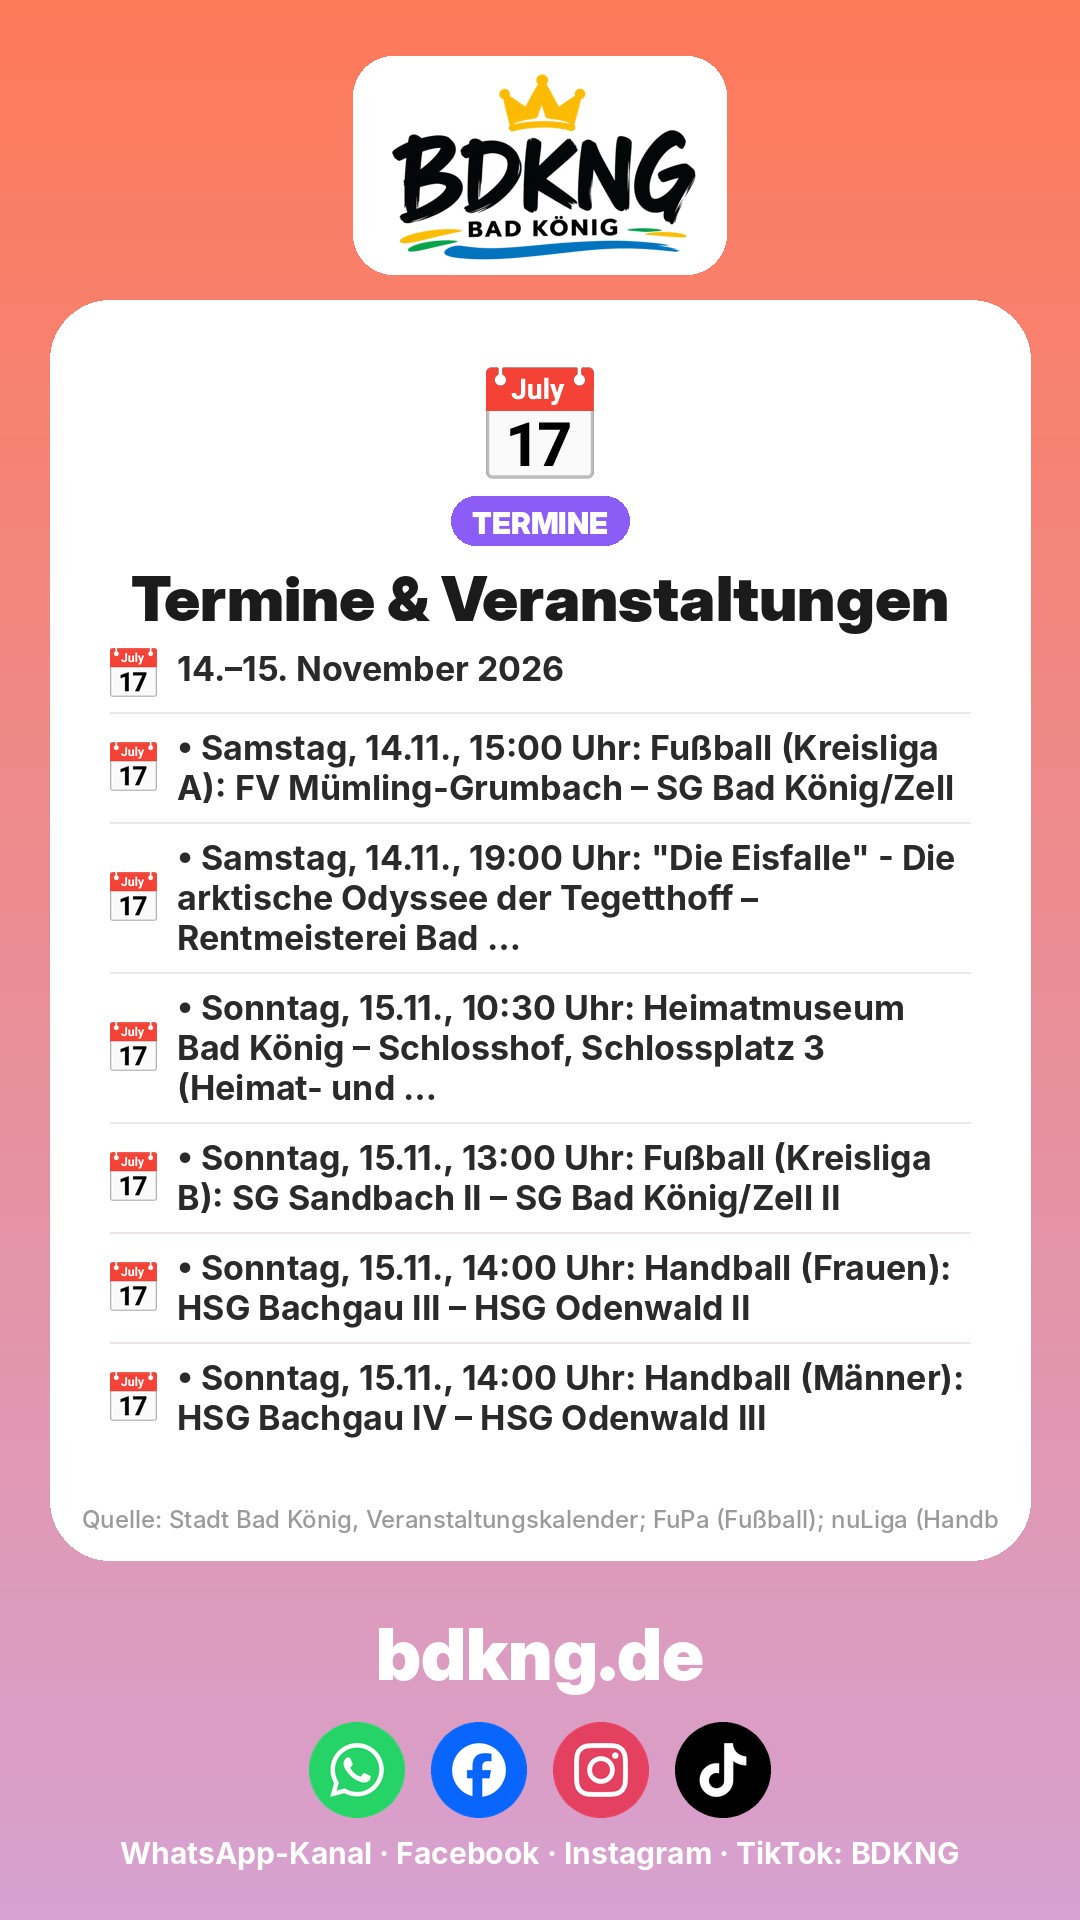 BDKNG
BAD KÖNIG
July
17
TERMINE
Termine & Veranstaltungen
July
17
14.–15. November 2026
July
17
• Samstag, 14.11., 15:00 Uhr: Fußball (Kreisliga
A): FV Mümling-Grumbach – SG Bad König/Zell
July
17
• Samstag, 14.11., 19:00 Uhr: "Die Eisfalle" - Die
arktische Odyssee der Tegetthoff –
Rentmeisterei Bad ...
July
17
• Sonntag, 15.11., 10:30 Uhr: Heimatmuseum
Bad König – Schlosshof, Schlossplatz 3
(Heimat- und ...
July
17
• Sonntag, 15.11., 13:00 Uhr: Fußball (Kreisliga
B): SG Sandbach II – SG Bad König/Zell II
July
17
• Sonntag, 15.11., 14:00 Uhr: Handball (Frauen):
HSG Bachgau III – HSG Odenwald II
July
17
• Sonntag, 15.11., 14:00 Uhr: Handball (Männer):
HSG Bachgau IV – HSG Odenwald III
Quelle: Stadt Bad König, Veranstaltungskalender; FuPa (Fußball); nuLiga (Handb
bdkng.de
WhatsApp-Kanal · Facebook · Instagram · TikTok: BDKNG